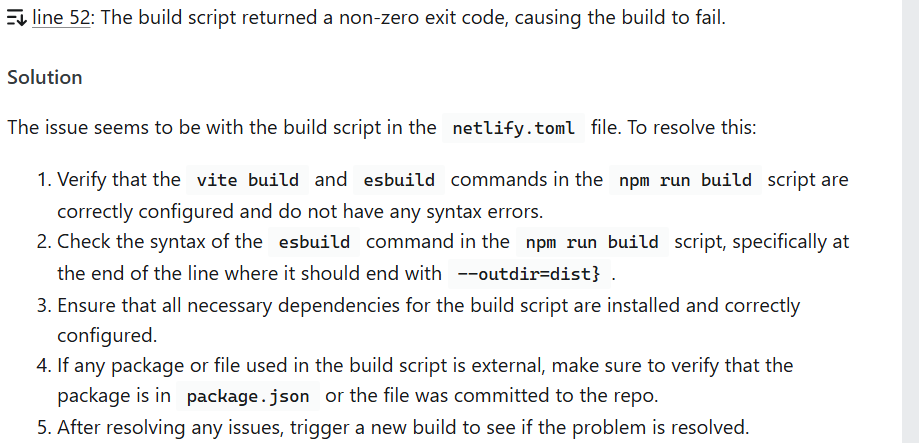 line 52: The build script returned a non-zero exit code, causing the build to fail.
Solution
The issue seems to be with the build script in the netlify.toml file. To resolve this:
1. Verify that the vite build and esbuild commands in the npm run build script are
correctly configured and do not have any syntax errors.
2. Check the syntax of the esbuild command in the npm run build script, specifically at
the end of the line where it should end with --outdir=dist} .
3. Ensure that all necessary dependencies for the build script are installed and correctly
configured.
4. If any package or file used in the build script is external, make sure to verify that the
package is in package.json or the file was committed to the repo.
5. After resolving any issues, trigger a new build to see if the problem is resolved.